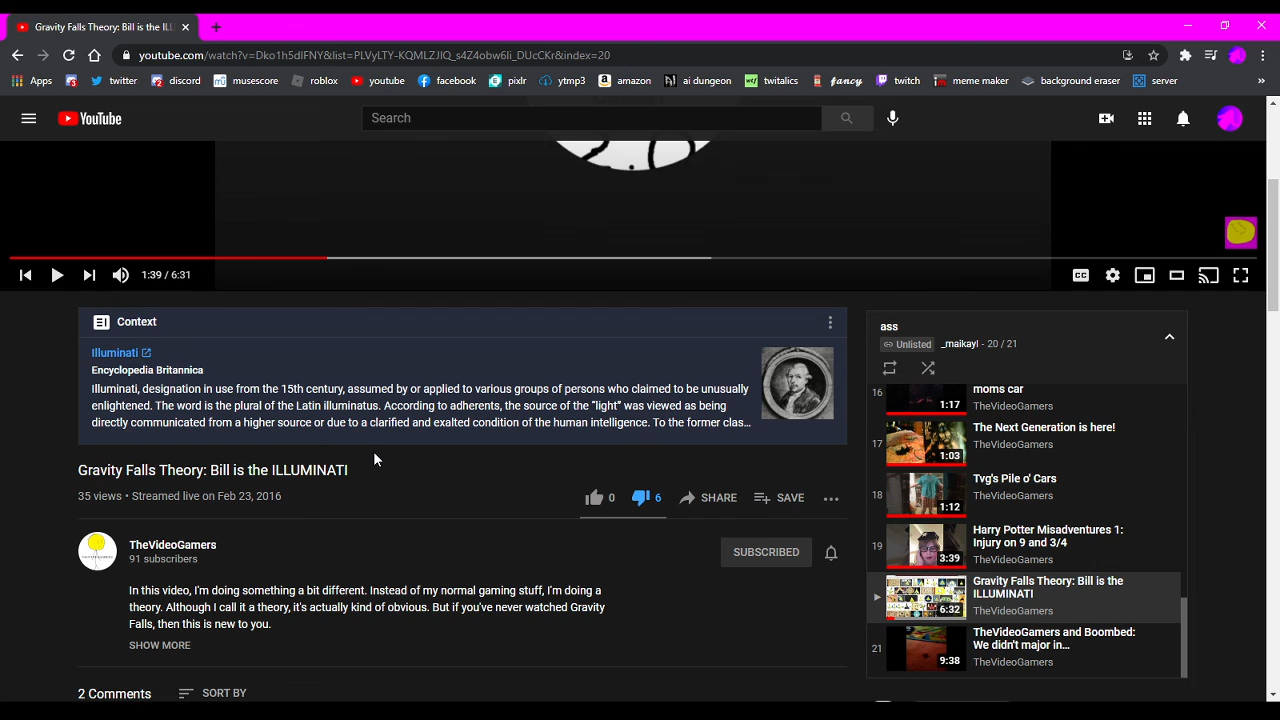 Gravity Falls Theory: Bill is the ILL
youtube.com/watch?v=Dko1h5dIFNY&list=PLVyLTY-KQMLZJIQ_s4Z4obw6Ii_DUcCKr&index=20
Apps twitter discord musescore roblox youtube facebook pixlr ytmp3 amazon ai dungeon twitalics fancy twitch meme maker background eraser server
YouTube
Search
1:39 / 6:31
CC
Context
Illuminati
Encyclopedia Britannica
Illuminati, designation in use from the 15th century, assumed by or applied to various groups of persons who claimed to be unusually
enlightened. The word is the plural of the Latin illuminatus. According to adherents, the source of the “light” was viewed as being
directly communicated from a higher source or due to a clarified and exalted condition of the human intelligence. To the former clas...
Gravity Falls Theory: Bill is the ILLUMINATI
35 views • Streamed live on Feb 23, 2016
0 6 SHARE SAVE
TheVideoGamers
91 subscribers
SUBSCRIBED
In this video, I'm doing something a bit different. Instead of my normal gaming stuff, I'm doing a
theory. Although I call it a theory, it's actually kind of obvious. But if you've never watched Gravity
Falls, then this is new to you.
SHOW MORE
2 Comments SORT BY
ass
Unlisted _maikayl - 20 / 21
16 1:17 moms car
TheVideoGamers
17 1:03 The Next Generation is here!
TheVideoGamers
18 1:12 Tvg's Pile o' Cars
TheVideoGamers
19 3:39 Harry Potter Misadventures 1:
Injury on 9 and 3/4
TheVideoGamers
6:32 Gravity Falls Theory: Bill is the
ILLUMINATI
TheVideoGamers
21 9:38 TheVideoGamers and Boombed:
We didn't major in...
TheVideoGamers